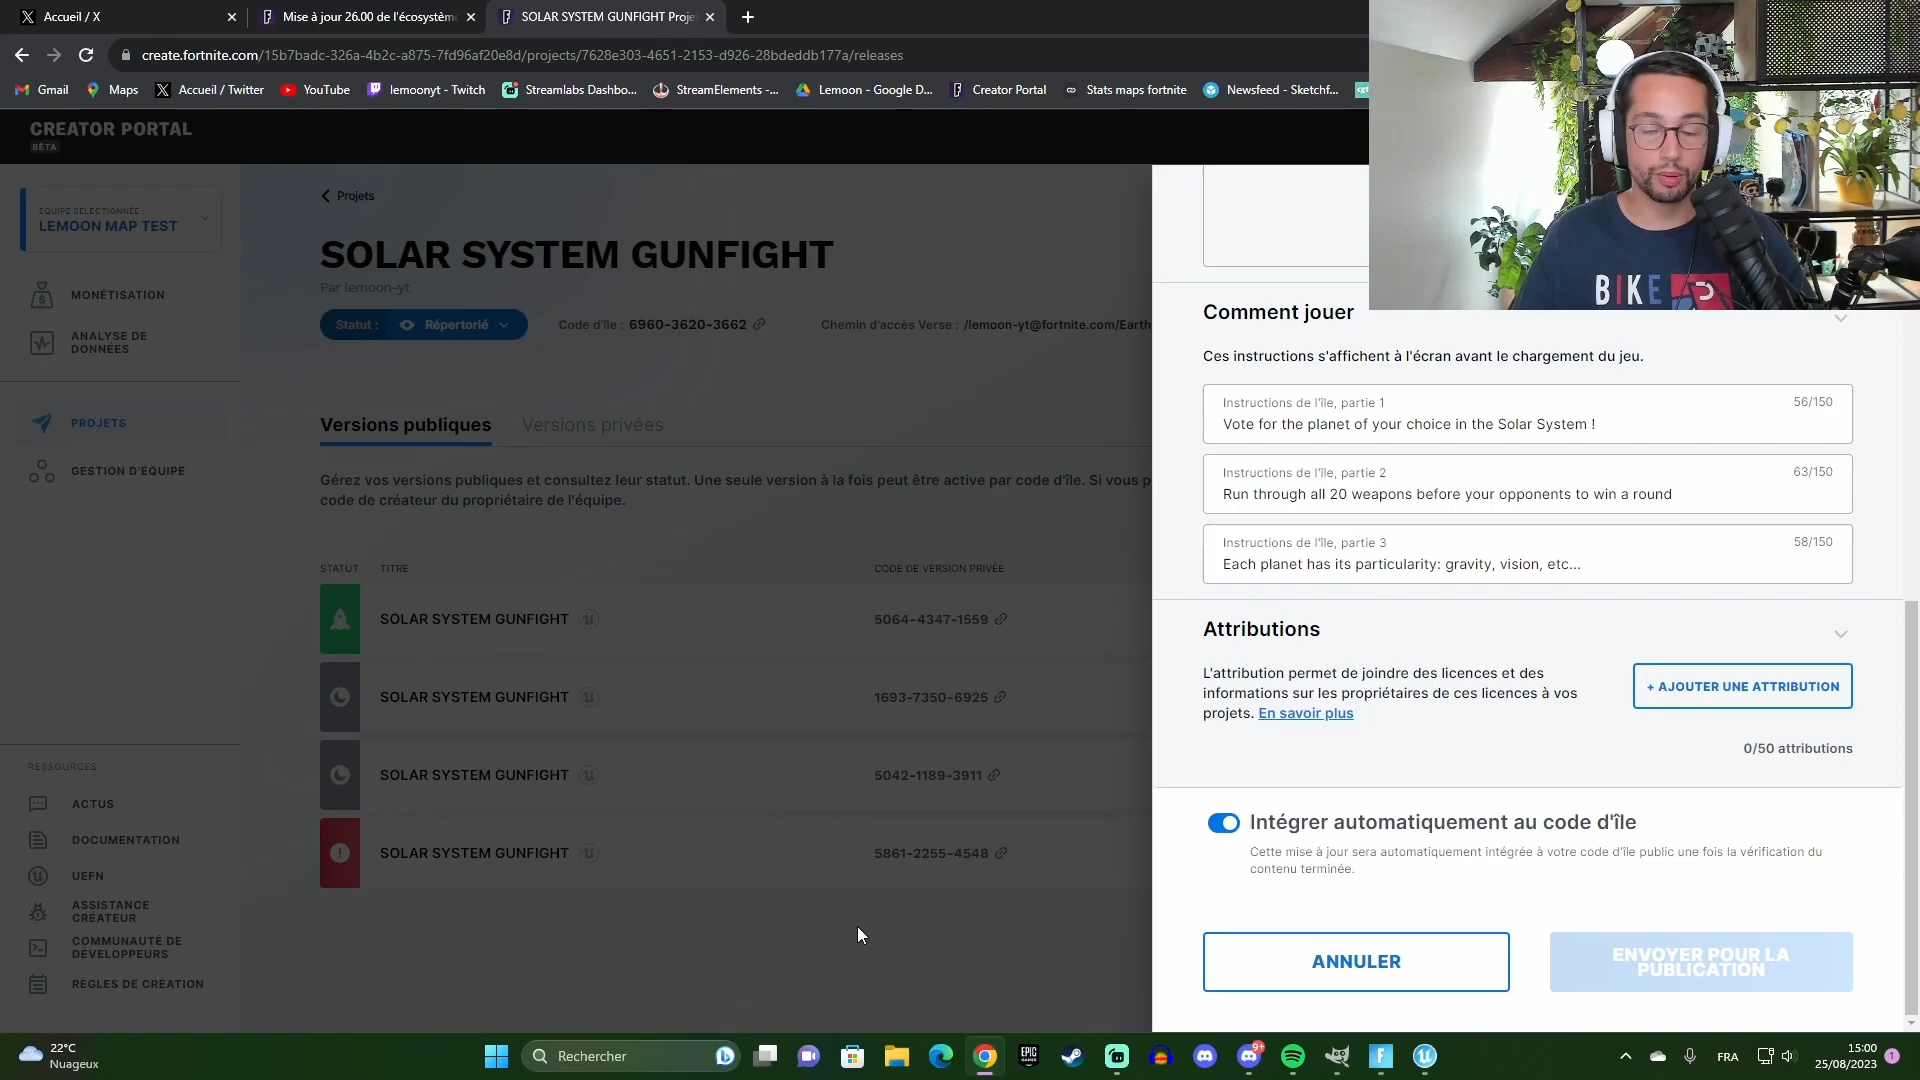 Accueil / X
Mise à jour 26.00 de l'écosystèm
SOLAR SYSTEM GUNFIGHT Proje
create.fortnite.com/15b7badc-326a-4b2c-a875-7fd96af20e8d/projects/7628e303-4651-2153-d926-28bdeddb177a/releases
Gmail
Maps
Accueil / Twitter
YouTube
lemoonyt - Twitch
Streamlabs Dashbo...
StreamElements -...
Lemoon - Google D...
Creator Portal
Stats maps fortnite
Newsfeed - Sketchf...
CREATOR PORTAL
BÊTA
ÉQUIPE SÉLECTIONNÉE :
LEMOON MAP TEST
MONÉTISATION
ANALYSE DE
DONNÉES
PROJETS
GESTION D'ÉQUIPE
RESSOURCES
ACTUS
DOCUMENTATION
UEFN
ASSISTANCE
CRÉATEUR
COMMUNAUTÉ DE
DÉVELOPPEURS
RÈGLES DE CRÉATION
Projets
SOLAR SYSTEM GUNFIGHT
Par lemoon-yt
Statut : Répertorié
Code d'île : 6960-3620-3662
Chemin d'accès Verse : /lemoon-yt@fortnite.com/Earth
Versions publiques
Versions privées
Gérez vos versions publiques et consultez leur statut. Une seule version à la fois peut être active par code d'île. Si vous p
code de créateur du propriétaire de l'équipe.
STATUT TITRE CODE DE VERSION PRIVÉE
SOLAR SYSTEM GUNFIGHT 5064-4347-1559
SOLAR SYSTEM GUNFIGHT 1693-7350-6925
SOLAR SYSTEM GUNFIGHT 5042-1189-3911
SOLAR SYSTEM GUNFIGHT 5861-2255-4548
BIKE
Comment jouer
Ces instructions s'affichent à l'écran avant le chargement du jeu.
Instructions de l'île, partie 1 56/150
Vote for the planet of your choice in the Solar System !
Instructions de l'île, partie 2 63/150
Run through all 20 weapons before your opponents to win a round
Instructions de l'île, partie 3 58/150
Each planet has its particularity: gravity, vision, etc...
Attributions
L'attribution permet de joindre des licences et des
informations sur les propriétaires de ces licences à vos
projets. En savoir plus
+ AJOUTER UNE ATTRIBUTION
0/50 attributions
Intégrer automatiquement au code d'île
Cette mise à jour sera automatiquement intégrée à votre code d'île public une fois la vérification du
contenu terminée.
ANNULER
ENVOYER POUR LA
PUBLICATION
22°C
Nuageux
Rechercher
EPIC
GAMES
9+
FRA
15:00
25/08/2023
1